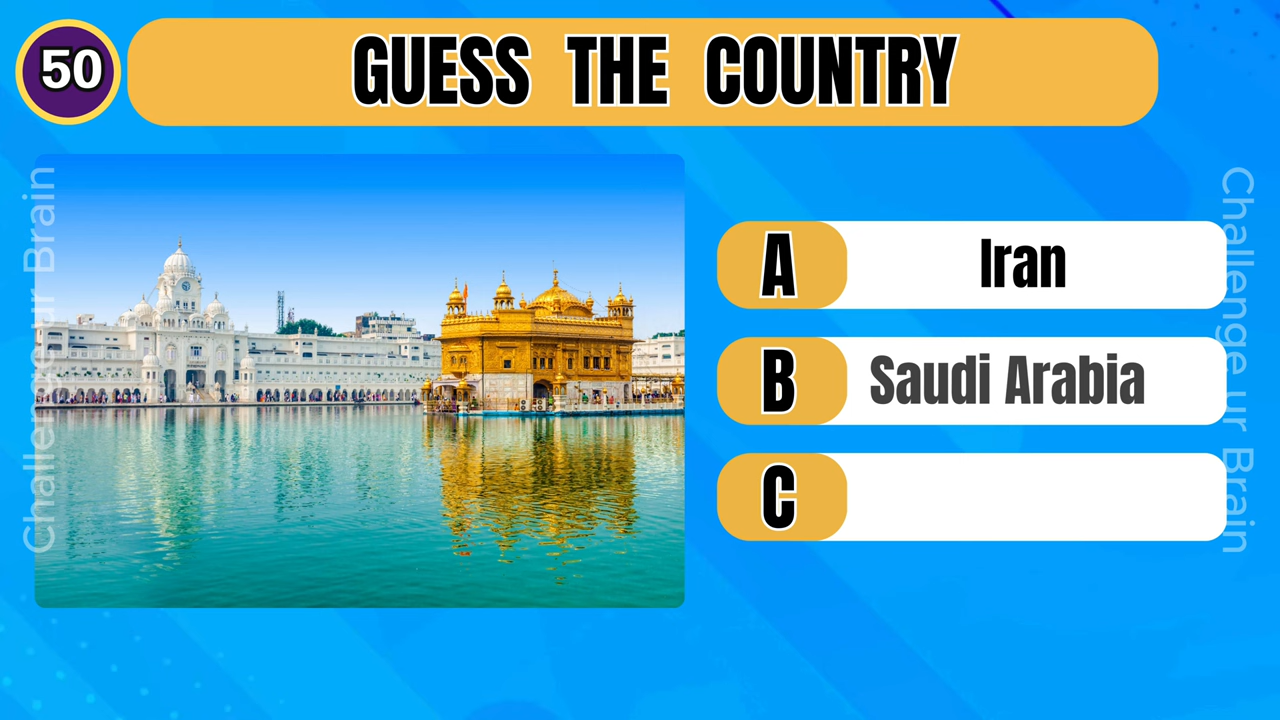 50
GUESS THE COUNTRY
Challenge ur Brain
A
Iran
B
Saudi Arabia
C
Challenge ur Brain